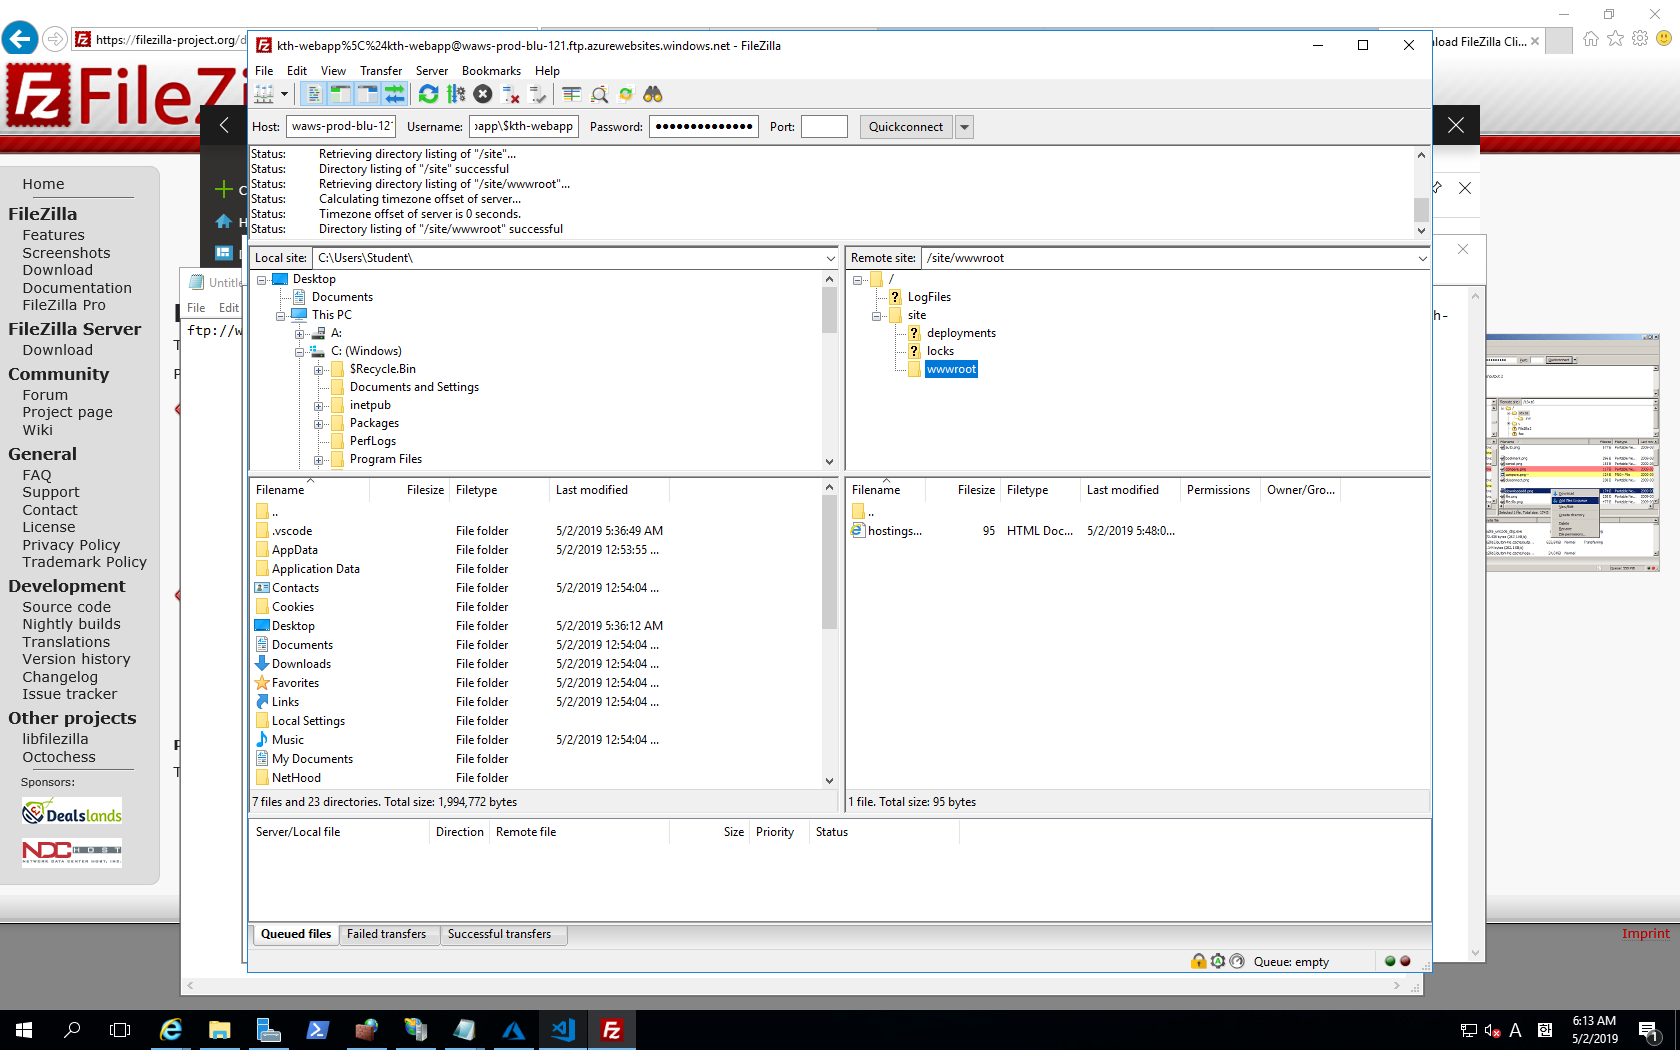 https://filezilla-project.org/d
nload FileZilla Cli...
FileZ
kth-webapp%5C%24kth-webapp@waws-prod-blu-121.ftp.azurewebsites.windows.net - FileZilla
File Edit View Transfer Server Bookmarks Help
Host: waws-prod-blu-12 Username: app\$kth-webapp Password: ●●●●●●●●●●●●●● Port: Quickconnect
Status: Retrieving directory listing of "/site"...
Status: Directory listing of "/site" successful
Status: Retrieving directory listing of "/site/wwwroot"...
Status: Calculating timezone offset of server...
Status: Timezone offset of server is 0 seconds.
Status: Directory listing of "/site/wwwroot" successful
Local site: C:\Users\Student\
Desktop
Documents
This PC
A:
C: (Windows)
$Recycle.Bin
Documents and Settings
inetpub
Packages
PerfLogs
Program Files
Remote site: /site/wwwroot
/
LogFiles
site
deployments
locks
wwwroot
Filename Filesize Filetype Last modified
..
.vscode File folder 5/2/2019 5:36:49 AM
AppData File folder 5/2/2019 12:53:55 ...
Application Data File folder
Contacts File folder 5/2/2019 12:54:04 ...
Cookies File folder
Desktop File folder 5/2/2019 5:36:12 AM
Documents File folder 5/2/2019 12:54:04 ...
Downloads File folder 5/2/2019 12:54:04 ...
Favorites File folder 5/2/2019 12:54:04 ...
Links File folder 5/2/2019 12:54:04 ...
Local Settings File folder
Music File folder 5/2/2019 12:54:04 ...
My Documents File folder
NetHood File folder
7 files and 23 directories. Total size: 1,994,772 bytes
Filename Filesize Filetype Last modified Permissions Owner/Gro...
..
hostings... 95 HTML Doc... 5/2/2019 5:48:0...
1 file. Total size: 95 bytes
Server/Local file Direction Remote file Size Priority Status
Queued files Failed transfers Successful transfers
Queue: empty
Home
FileZilla
Features
Screenshots
Download
Documentation
FileZilla Pro
FileZilla Server
Download
Community
Forum
Project page
Wiki
General
FAQ
Support
Contact
License
Privacy Policy
Trademark Policy
Development
Source code
Nightly builds
Translations
Version history
Changelog
Issue tracker
Other projects
libfilezilla
Octochess
Sponsors:
Dealslands
NDC HOST
NETWORK DATA CENTER HOST, INC.
Untitle
File Edit
ftp://w
h-
Imprint
6:13 AM
5/2/2019
1